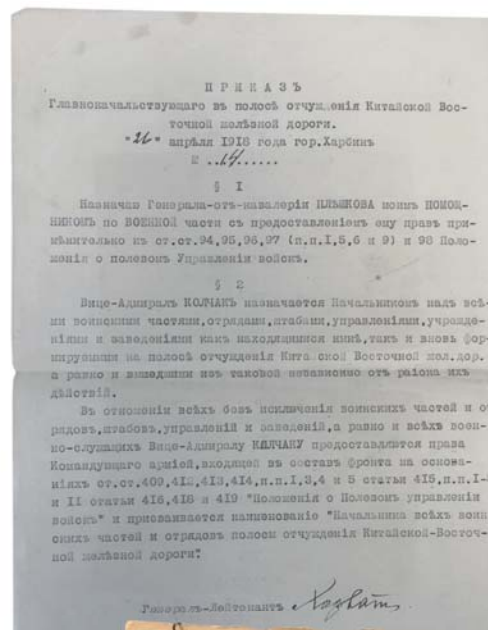 ПРИКАЗЪ
Главноначальствующаго въ полосѣ отчужденія Китайской Вос-
точной желѣзной дороги.
"26" апрѣля 1918 года гор.Харбинъ
№ ..14......
§ I
Назначаю Генерала-отъ-кавалеріи ПЛѢШКОВА моимъ ПОМОЩ-
НИКОМЪ по ВОЕННОЙ части съ предоставленіемъ ему правъ при-
мѣнительно къ ст.ст.94,95,96,97 (п.п.I,5,6 и 9) и 98 Поло-
женія о полевомъ Управленіи войскъ.
§ 2
Вице-Адмиралъ КОЛЧАКЪ назначается Начальникомъ надъ всѣ-
ми воинскими частями,отрядами,штабами,управленіями,учрежде-
ніями и заведеніями какъ находящимися нынѣ,такъ и вновь фор-
мируемыми на полосѣ отчужденія Кита ской Восточной жел.дор.
а равно и вышедшими изъ таковой независимо отъ раіона ихъ
дѣйствій.
Въ отношеніи всѣхъ безъ исключенія воинскихъ частей и от
рядовъ,штабовъ,управленій и заведеній,а равно и всѣхъ воен-
но-служащихъ Вице-Адмиралу КОЛЧАКУ предоставляются права
Командующаго арміей,входящей въ составъ фронта на основа-
ніяхъ ст.ст.409,412,413,414,п.п.I,3,4 и 5 статьи 415,п.п.I-
и II статьи 416,418 и 419 "Положенія о Полевомъ управленіи
войскъ" и присваивается наименованіе "Начальника всѣхъ воин
скихъ частей и отрядовъ полосы отчужденія Китайской-Восточ-
ной желѣзной дороги".
Генералъ-Лейтенантъ Хорватъ